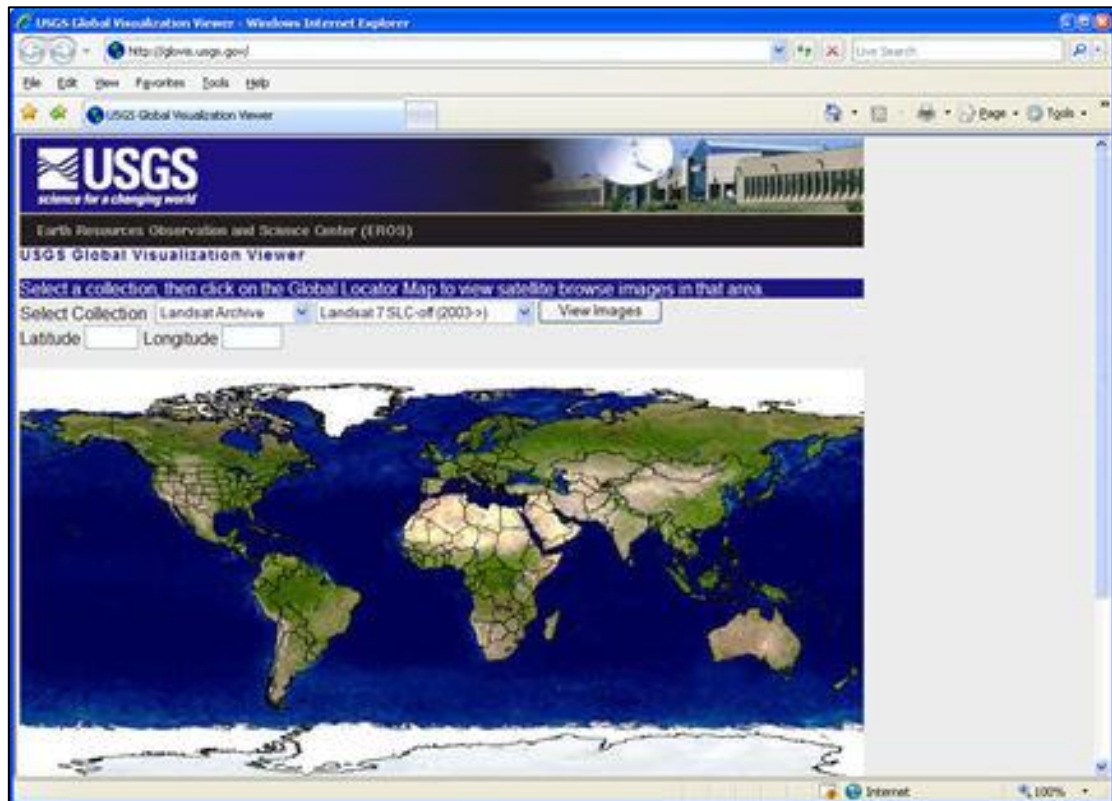 USGS Global Visualization Viewer - Windows Internet Explorer
http://glovis.usgs.gov/
Live Search
File Edit View Favorites Tools Help
USGS Global Visualization Viewer
Page Tools
USGS
science for a changing world
Earth Resources Observation and Science Center (EROS)
USGS Global Visualization Viewer
Select a collection, then click on the Global Locator Map to view satellite browse images in that area
Select Collection Landsat Archive Landsat 7 SLC-off (2003->) View Images
Latitude Longitude
Internet 100%